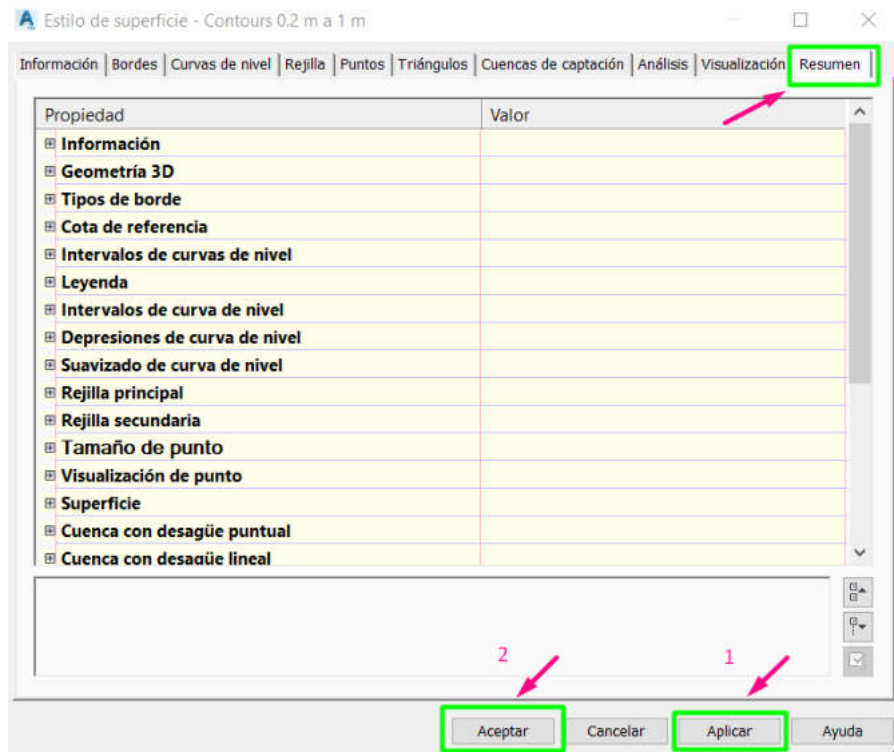 Estilo de superficie - Contours 0.2 m a 1 m
Información Bordes Curvas de nivel Rejilla Puntos Triángulos Cuencas de captación Análisis Visualización Resumen
Propiedad Valor
Información
Geometría 3D
Tipos de borde
Cota de referencia
Intervalos de curvas de nivel
Leyenda
Intervalos de curva de nivel
Depresiones de curva de nivel
Suavizado de curva de nivel
Rejilla principal
Rejilla secundaria
Tamaño de punto
Visualización de punto
Superficie
Cuenca con desagüe puntual
Cuenca con desagüe lineal
2 1
Aceptar Cancelar Aplicar Ayuda